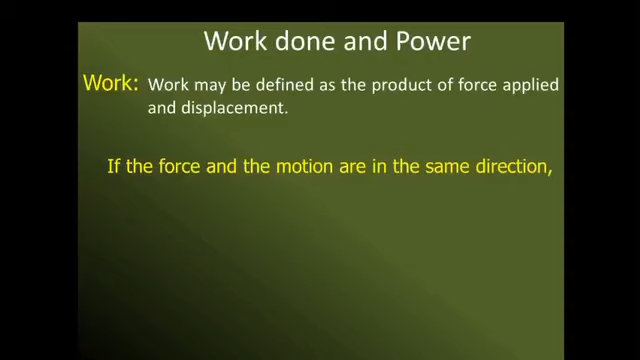 Work done and Power
Work: Work may be defined as the product of force applied
and displacement.
If the force and the motion are in the same direction,